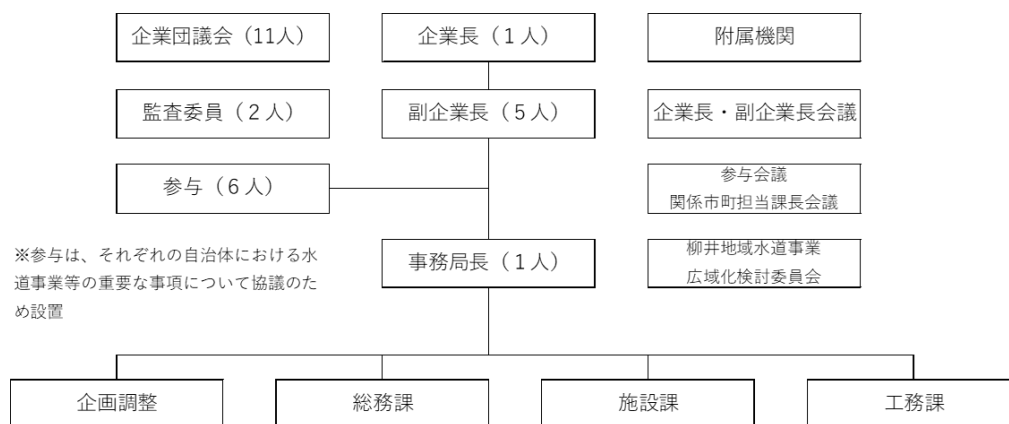 企業団議会（11人）
企業長（１人）
附属機関
監査委員（２人）
副企業長（５人）
企業長・副企業長会議
参与（６人）
参与会議
関係市町担当課長会議
※参与は、それぞれの自治体における水
道事業等の重要な事項について協議のた
め設置
事務局長（１人）
柳井地域水道事業
広域化検討委員会
企画調整
総務課
施設課
工務課